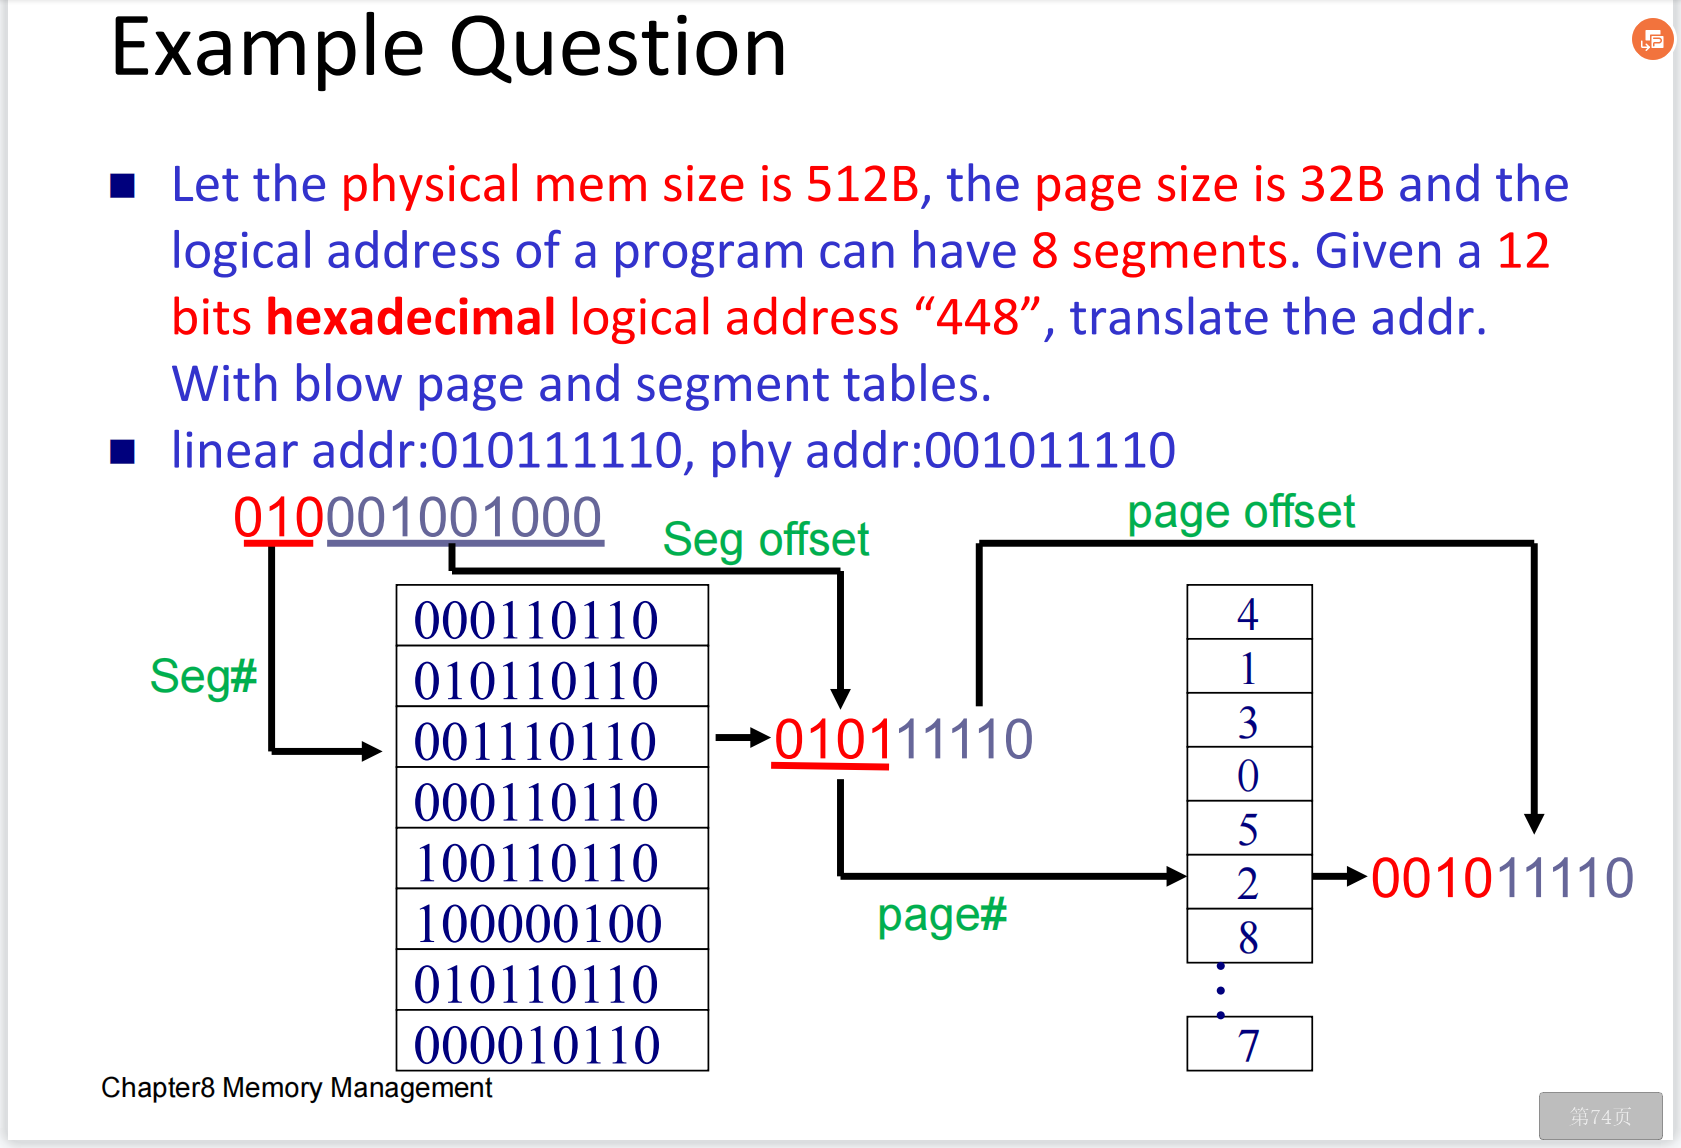 Example Question
Let the physical mem size is 512B, the page size is 32B and the
logical address of a program can have 8 segments. Given a 12
bits hexadecimal logical address “448”, translate the addr.
With blow page and segment tables.
linear addr:010111110, phy addr:001011110
010001001000
Seg offset
page offset
Seg#
000110110
010110110
001110110
000110110
100110110
100000100
010110110
000010110
010111110
page#
4
1
3
0
5
2
8
7
001011110
Chapter8 Memory Management
第74页